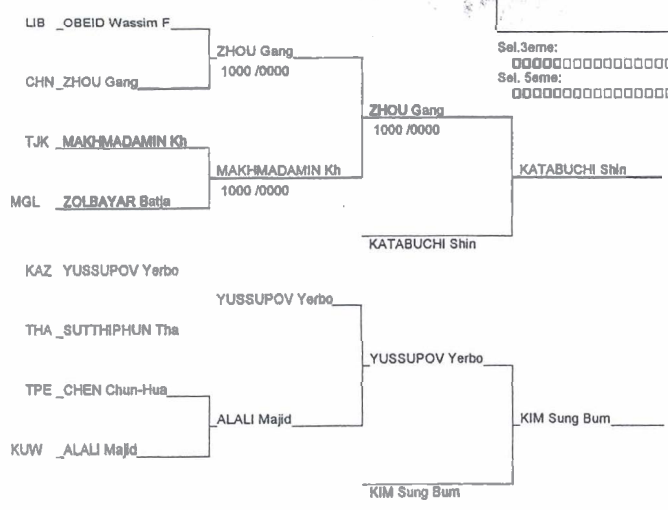 LIB _OBEID Wassim F
ZHOU Gang
1000 /0000
CHN _ZHOU Gang
Sel.3eme:
Sel. 5eme:
ZHOU Gang
1000 /0000
TJK _MAKHMADAMIN Kh
MAKHMADAMIN Kh
1000 /0000
KATABUCHI Shin
MGL _ZOLBAYAR Batja
KATABUCHI Shin
KAZ YUSSUPOV Yerbo
YUSSUPOV Yerbo
THA _SUTTHIPHUN Tha
YUSSUPOV Yerbo
TPE _CHEN Chun-Hua
ALALI Majid
KIM Sung Bum
KUW _ALALI Majid
KIM Sung Bum